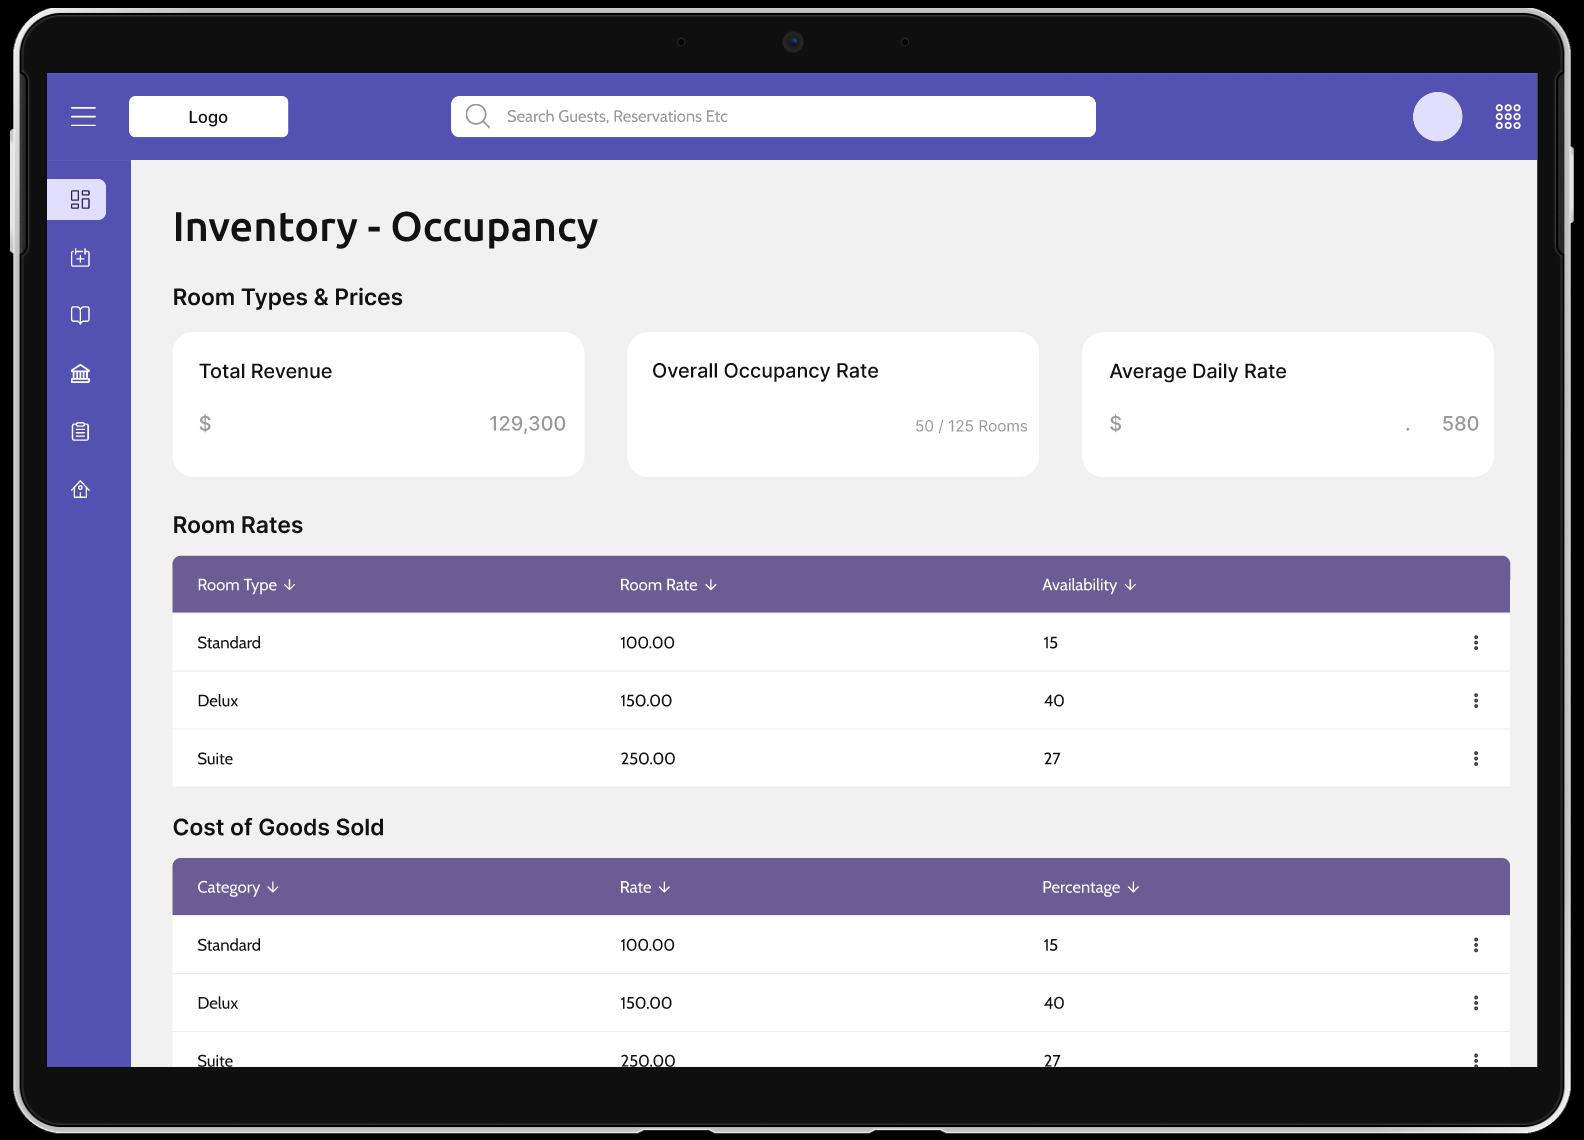 Logo
Search Guests, Reservations Etc
Inventory - Occupancy
Room Types & Prices
Total Revenue
$ 129,300
Overall Occupancy Rate
50 / 125 Rooms
Average Daily Rate
$ . 580
Room Rates
Room Type ↓ Room Rate ↓ Availability ↓
Standard 100.00 15
Delux 150.00 40
Suite 250.00 27
Cost of Goods Sold
Category ↓ Rate ↓ Percentage ↓
Standard 100.00 15
Delux 150.00 40
Suite 250.00 27